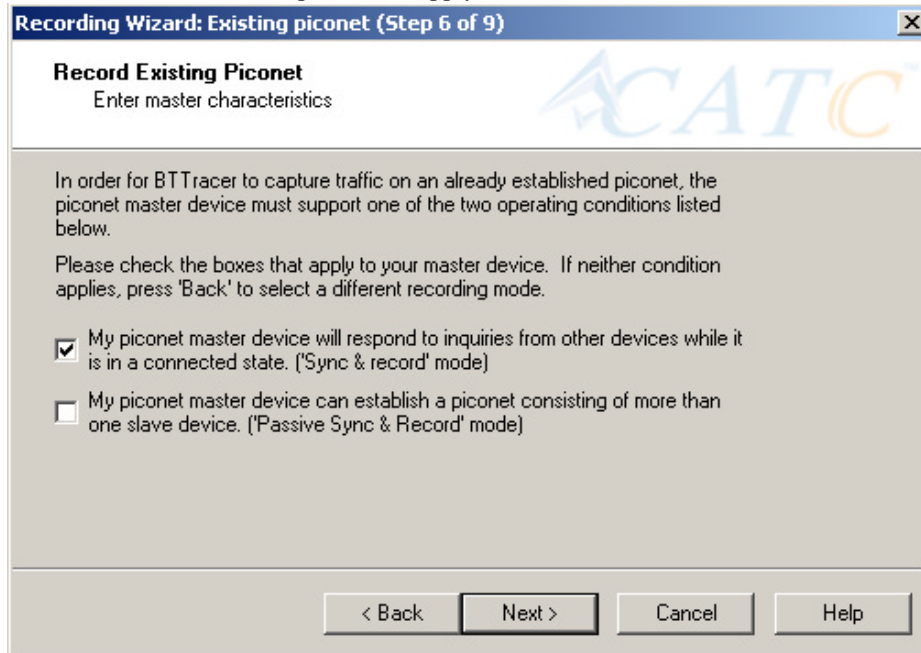 Recording Wizard: Existing piconet (Step 6 of 9)
Record Existing Piconet
Enter master characteristics
CATC
In order for BTTracer to capture traffic on an already established piconet, the
piconet master device must support one of the two operating conditions listed
below.
Please check the boxes that apply to your master device. If neither condition
applies, press 'Back' to select a different recording mode.
My piconet master device will respond to inquiries from other devices while it
is in a connected state. ('Sync & record' mode)
My piconet master device can establish a piconet consisting of more than
one slave device. ('Passive Sync & Record' mode)
< Back Next > Cancel Help